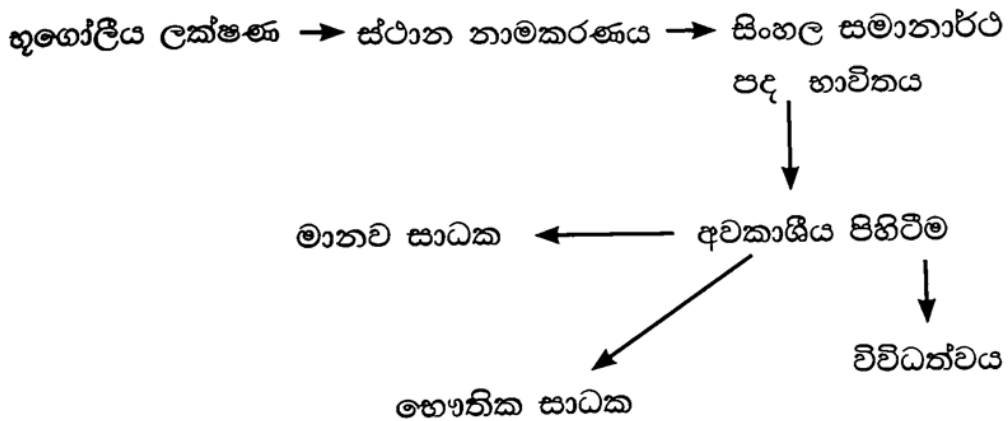 භූගෝලීය ලක්ෂණ ස්ථාන නාමකරණය සිංහල සමානාර්ථ
පද භාවිතය
මානව සාධක අවකාශීය පිහිටීම
විවිධත්වය
භෞතික සාධක